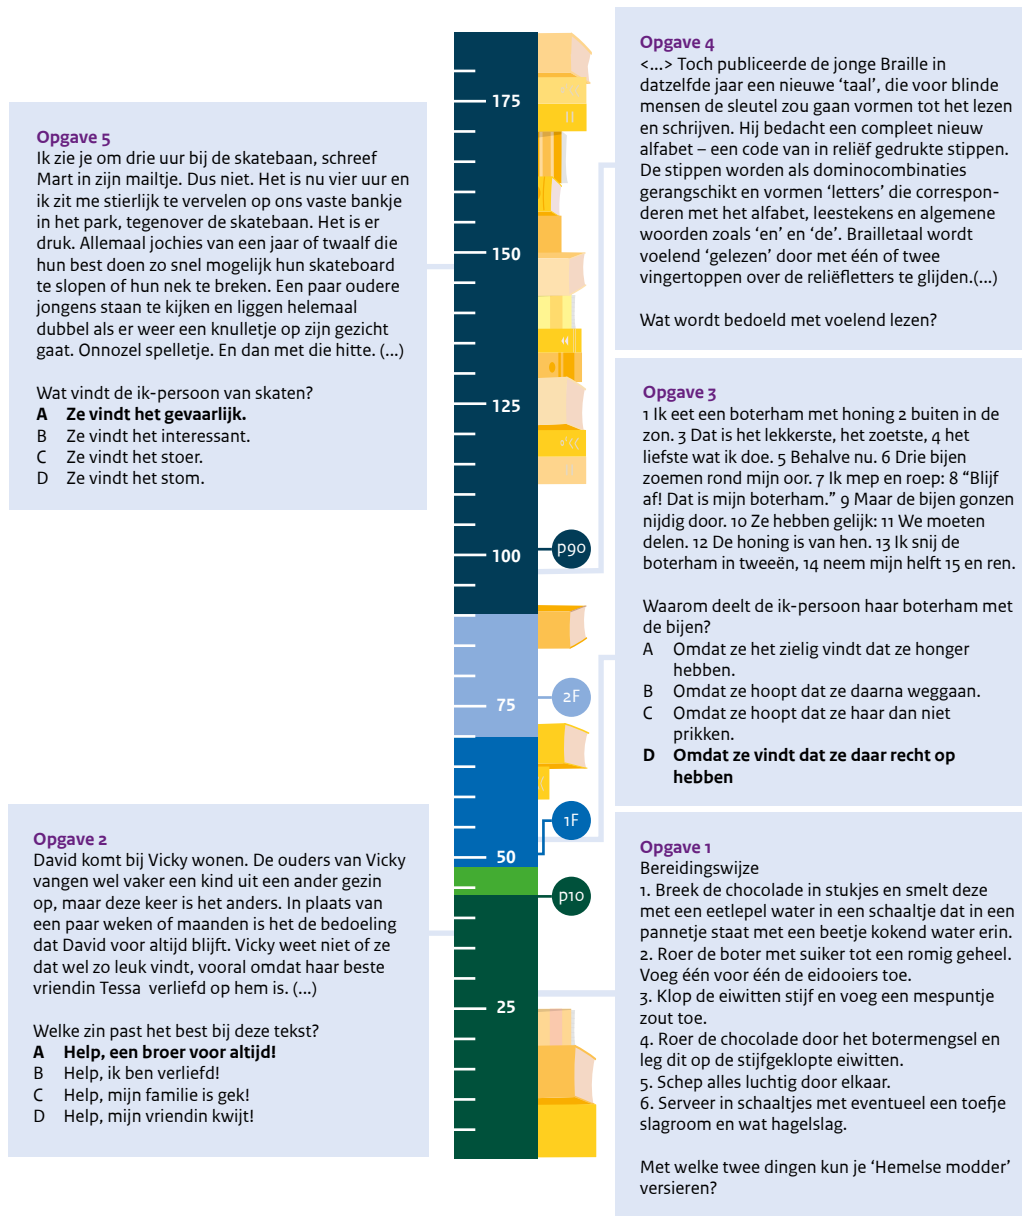 Opgave 5
Ik zie je om drie uur bij de skatebaan, schreef
Mart in zijn mailtje. Dus niet. Het is nu vier uur en
ik zit me stierlijk te vervelen op ons vaste bankje
in het park, tegenover de skatebaan. Het is er
druk. Allemaal jochies van een jaar of twaalf die
hun best doen zo snel mogelijk hun skateboard
te slopen of hun nek te breken. Een paar oudere
jongens staan te kijken en liggen helemaal
dubbel als er weer een knulletje op zijn gezicht
gaat. Onnozel spelletje. En dan met die hitte. (...)
Wat vindt de ik-persoon van skaten?
A Ze vindt het gevaarlijk.
B Ze vindt het interessant.
C Ze vindt het stoer.
D Ze vindt het stom.
Opgave 2
David komt bij Vicky wonen. De ouders van Vicky
vangen wel vaker een kind uit een ander gezin
op, maar deze keer is het anders. In plaats van
een paar weken of maanden is het de bedoeling
dat David voor altijd blijft. Vicky weet niet of ze
dat wel zo leuk vindt, vooral omdat haar beste
vriendin Tessa verliefd op hem is. (...)
Welke zin past het best bij deze tekst?
A Help, een broer voor altijd!
B Help, ik ben verliefd!
C Help, mijn familie is gek!
D Help, mijn vriendin kwijt!
175
150
125
100
75
50
25
p90
2F
1F
p10
Opgave 4
<...> Toch publiceerde de jonge Braille in
datzelfde jaar een nieuwe ‘taal’, die voor blinde
mensen de sleutel zou gaan vormen tot het lezen
en schrijven. Hij bedacht een compleet nieuw
alfabet – een code van in reliëf gedrukte stippen.
De stippen worden als dominocombinaties
gerangschikt en vormen ‘letters’ die correspon-
deren met het alfabet, leestekens en algemene
woorden zoals ‘en’ en ‘de’. Brailletaal wordt
voelend ‘gelezen’ door met één of twee
vingertoppen over de reliëfletters te glijden.(...)
Wat wordt bedoeld met voelend lezen?
Opgave 3
1 Ik eet een boterham met honing 2 buiten in de
zon. 3 Dat is het lekkerste, het zoetste, 4 het
liefste wat ik doe. 5 Behalve nu. 6 Drie bijen
zoemen rond mijn oor. 7 Ik mep en roep: 8 “Blijf
af! Dat is mijn boterham.” 9 Maar de bijen gonzen
nijdig door. 10 Ze hebben gelijk: 11 We moeten
delen. 12 De honing is van hen. 13 Ik snij de
boterham in tweeën, 14 neem mijn helft 15 en ren.
Waarom deelt de ik-persoon haar boterham met
de bijen?
A Omdat ze het zielig vindt dat ze honger
hebben.
B Omdat ze hoopt dat ze daarna weggaan.
C Omdat ze hoopt dat ze haar dan niet
prikken.
D Omdat ze vindt dat ze daar recht op
hebben
Opgave 1
Bereidingswijze
1. Breek de chocolade in stukjes en smelt deze
met een eetlepel water in een schaaltje dat in een
pannetje staat met een beetje kokend water erin.
2. Roer de boter met suiker tot een romig geheel.
Voeg één voor één de eidooiers toe.
3. Klop de eiwitten stijf en voeg een mespuntje
zout toe.
4. Roer de chocolade door het botermengsel en
leg dit op de stijfgeklopte eiwitten.
5. Schep alles luchtig door elkaar.
6. Serveer in schaaltjes met eventueel een toefje
slagroom en wat hagelslag.
Met welke twee dingen kun je ‘Hemelse modder’
versieren?